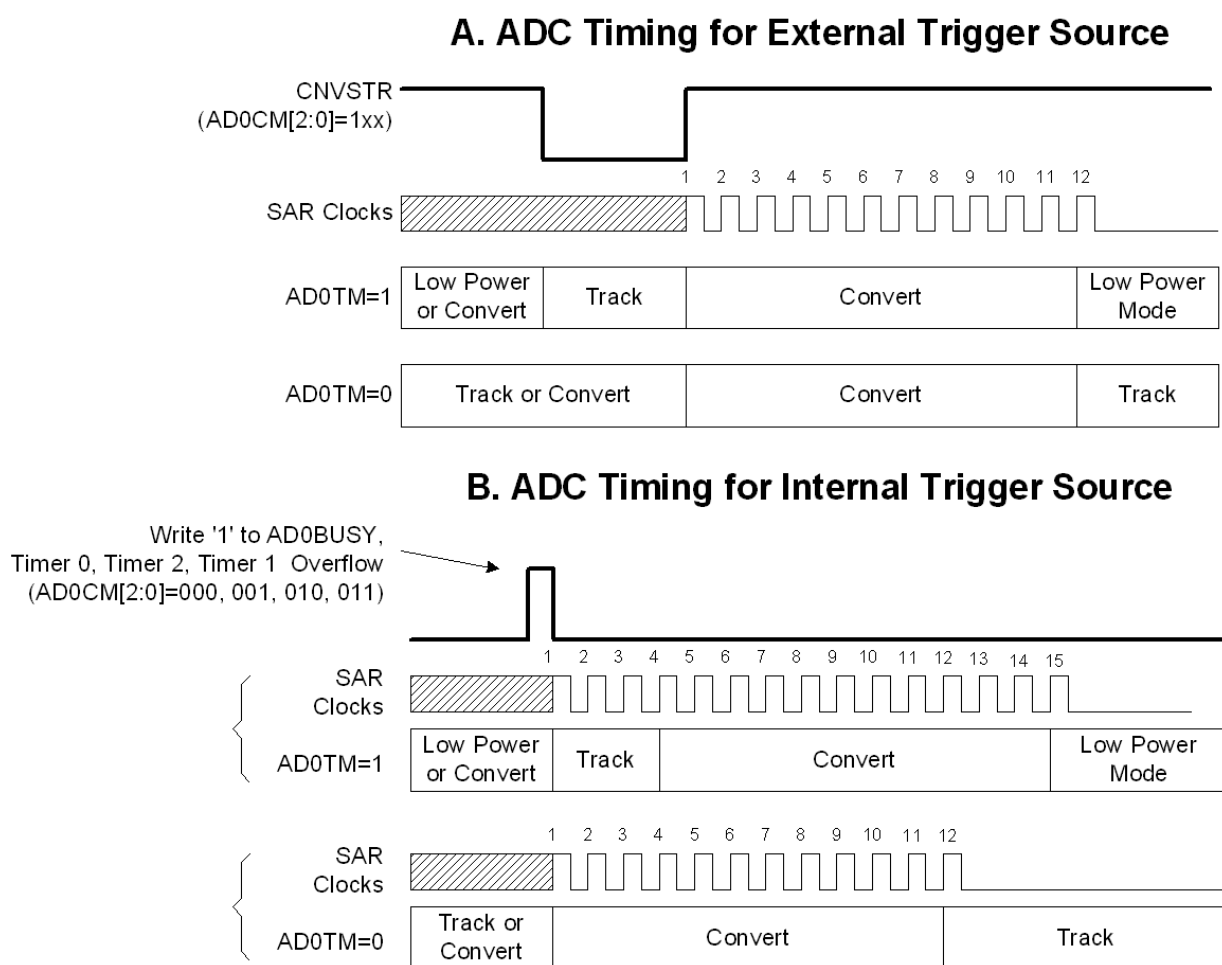 A. ADC Timing for External Trigger Source
CNVSTR
(AD0CM[2:0]=1xx)
1 2 3 4 5 6 7 8 9 10 11 12
SAR Clocks
AD0TM=1
Low Power
or Convert
Track
Convert
Low Power
Mode
AD0TM=0
Track or Convert
Convert
Track
B. ADC Timing for Internal Trigger Source
Write '1' to AD0BUSY,
Timer 0, Timer 2, Timer 1 Overflow
(AD0CM[2:0]=000, 001, 010, 011)
1 2 3 4 5 6 7 8 9 10 11 12 13 14 15
SAR
Clocks
AD0TM=1
Low Power
or Convert
Track
Convert
Low Power
Mode
1 2 3 4 5 6 7 8 9 10 11 12
SAR
Clocks
AD0TM=0
Track or
Convert
Convert
Track